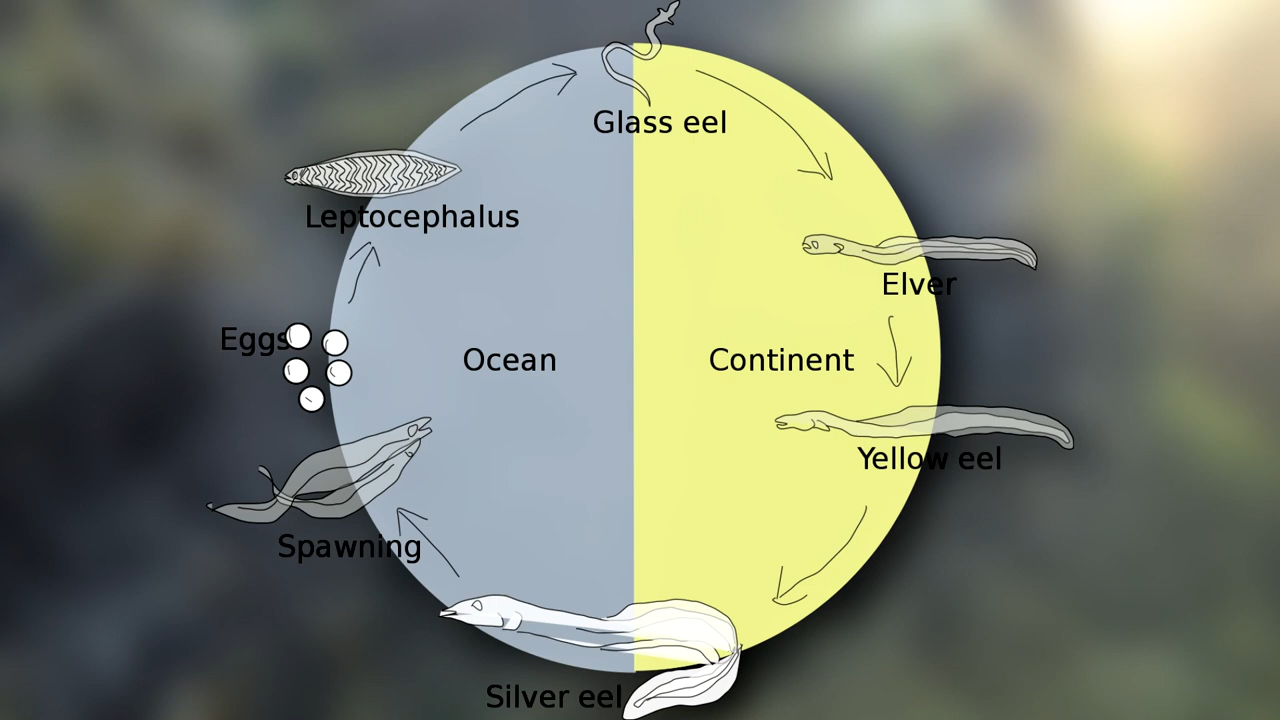 Glass eel
Leptocephalus
Elver
Eggs
Ocean
Continent
Yellow eel
Spawning
Silver eel